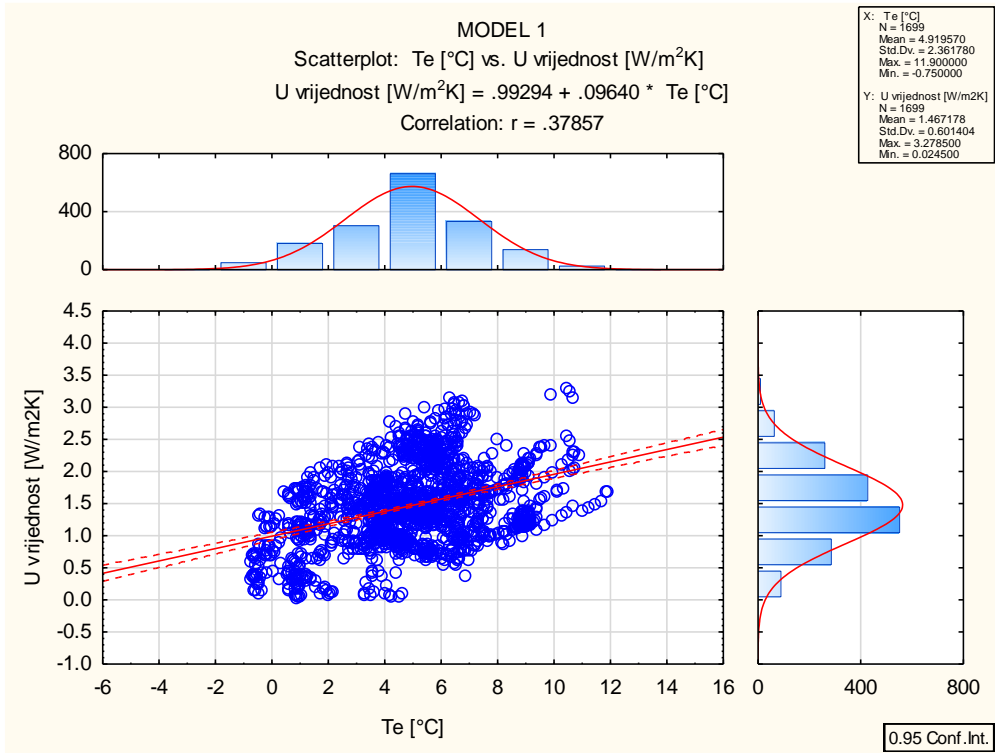 MODEL 1
Scatterplot: Te [°C] vs. U vrijednost [W/m²K]
U vrijednost [W/m²K] = .99294 + .09640 * Te [°C]
Correlation: r = .37857
X: Te [°C]
N = 1699
Mean = 4.919570
Std.Dv. = 2.361780
Max. = 11.900000
Min. = -0.750000
Y: U vrijednost [W/m2K]
N = 1699
Mean = 1.467178
Std.Dv. = 0.601404
Max. = 3.278500
Min. = 0.024500
800
400
0
4.5
4.0
3.5
3.0
2.5
2.0
1.5
1.0
0.5
0.0
-0.5
-1.0
U vrijednost [W/m2K]
-6 -4 -2 0 2 4 6 8 10 12 14 16
Te [°C]
0 400 800
0.95 Conf.Int.